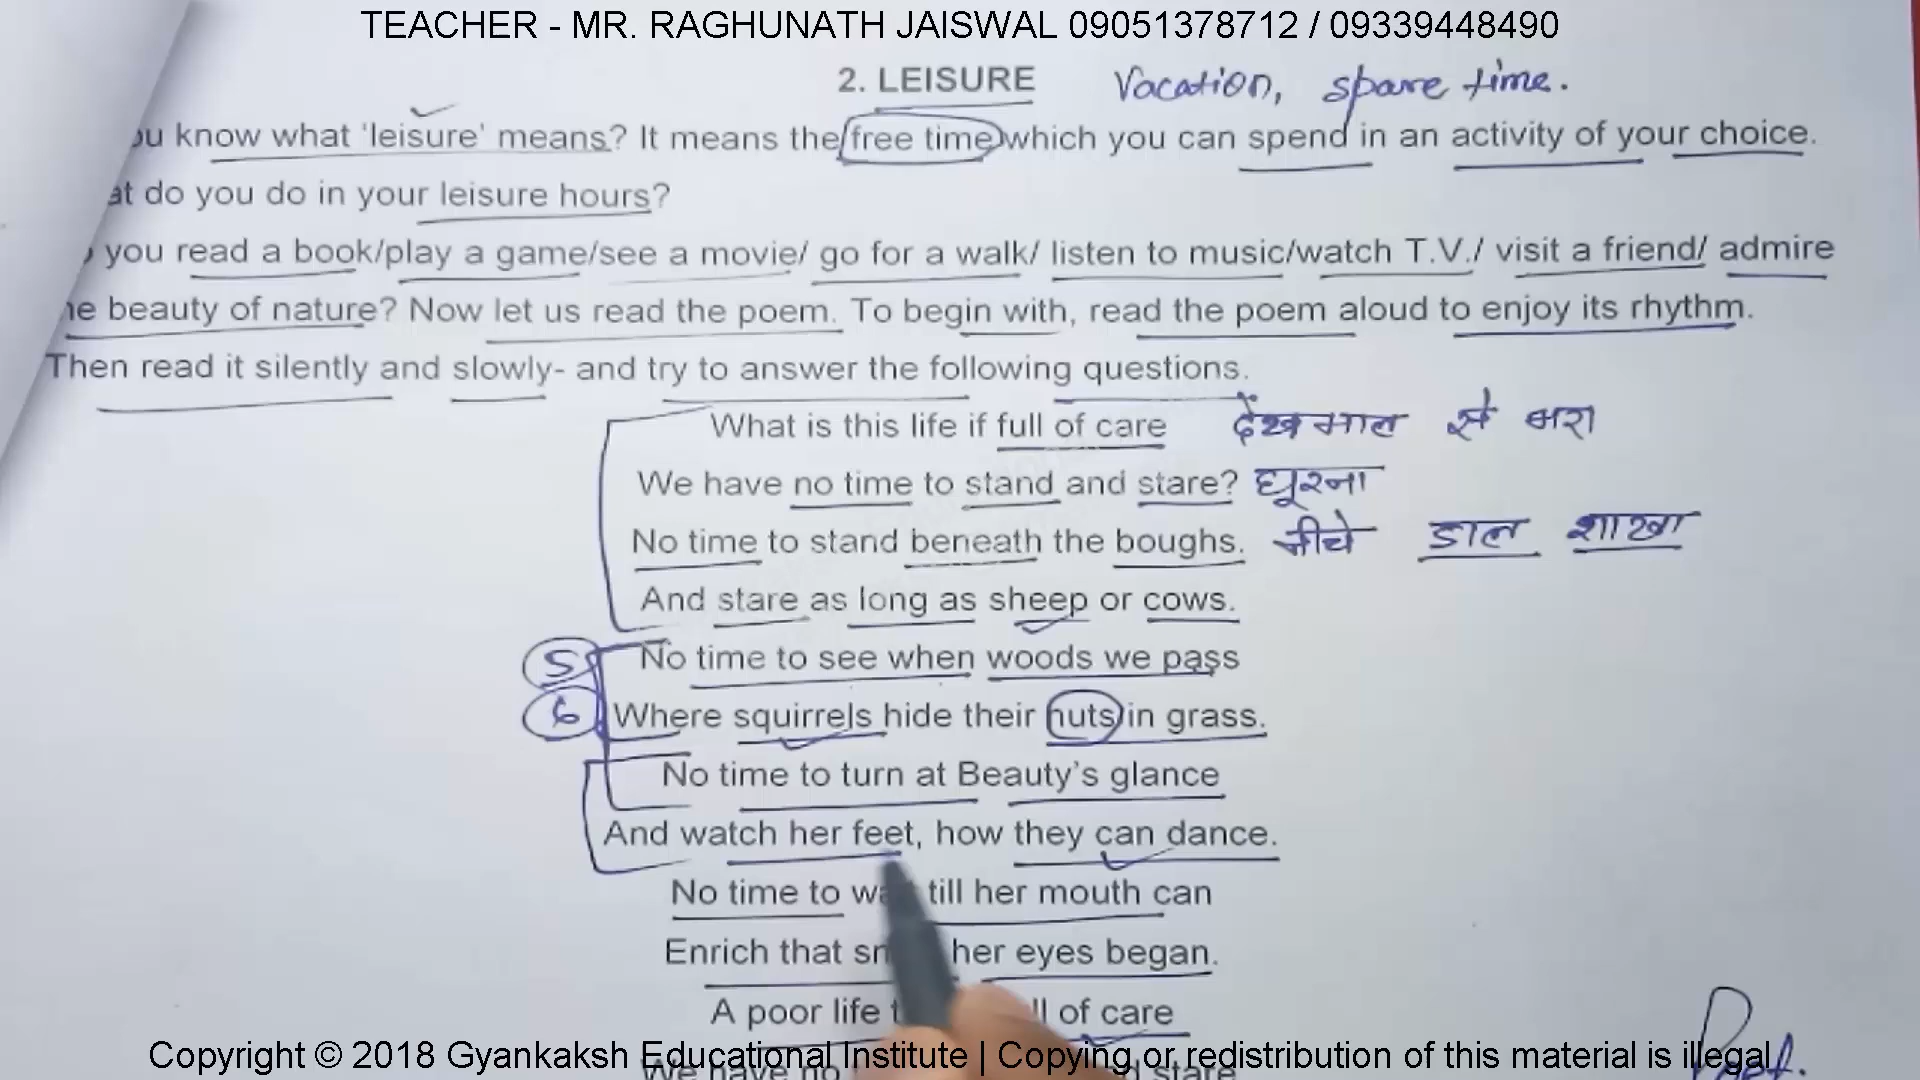 TEACHER - MR. RAGHUNATH JAISWAL 09051378712 / 09339448490
2. LEISURE Vacation, spare time.
ou know what 'leisure' means? It means the free time which you can spend in an activity of your choice.
at do you do in your leisure hours?
you read a book/play a game/see a movie/ go for a walk/ listen to music/watch T.V./ visit a friend/ admire
he beauty of nature? Now let us read the poem. To begin with, read the poem aloud to enjoy its rhythm.
Then read it silently and slowly- and try to answer the following questions.
What is this life if full of care देखभाल से भरा
We have no time to stand and stare? घूरना
No time to stand beneath the boughs. नीचे डाल शाखा
And stare as long as sheep or cows.
5 No time to see when woods we pass
6 Where squirrels hide their nuts in grass.
No time to turn at Beauty's glance
And watch her feet, how they can dance.
No time to till her mouth can
Enrich that her eyes began.
A poor life of care
Copyright © 2018 Gyankaksh Educational Institute | Copying or redistribution of this material is illegal
We have no stare
Poet.